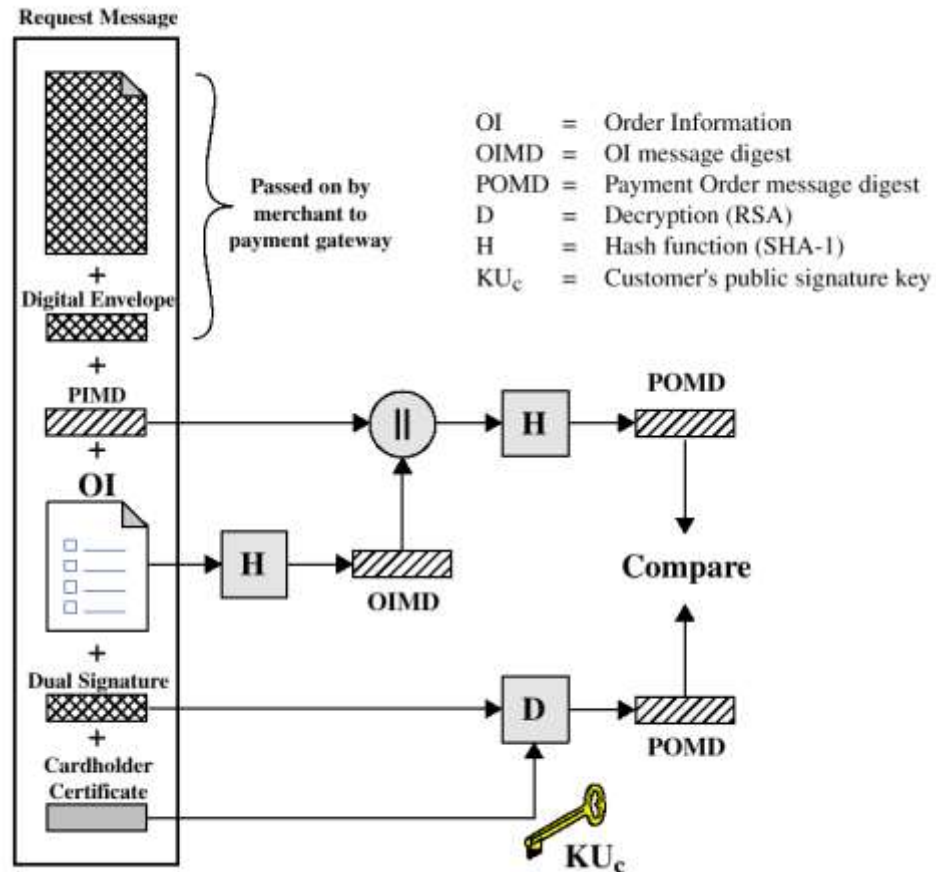 Request Message
OI = Order Information
OIMD = OI message digest
POMD = Payment Order message digest
D = Decryption (RSA)
H = Hash function (SHA-1)
KUc = Customer's public signature key
Passed on by
merchant to
payment gateway
+
Digital Envelope
+
PIMD
+
OI
||
H
POMD
H
OIMD
Compare
+
Dual Signature
+
Cardholder
Certificate
D
POMD
KUc